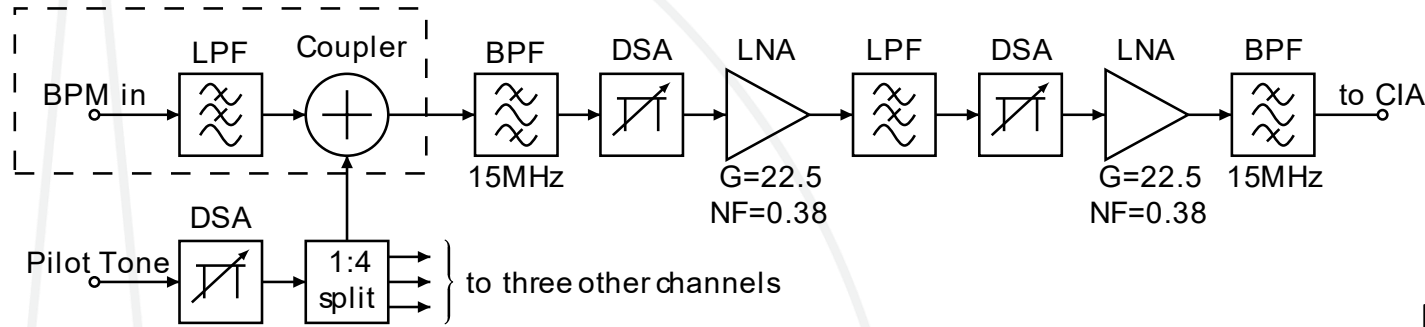 LPF
Coupler
BPF
DSA
LNA
LPF
DSA
LNA
BPF
BPM in
to CIA
15MHz
G=22.5
NF=0.38
G=22.5
NF=0.38
15MHz
DSA
Pilot Tone
1:4
split
to three other channels